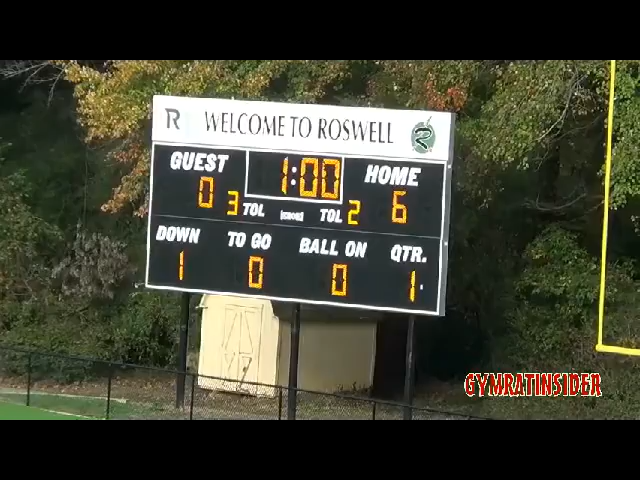 R WELCOME TO ROSWELL R
GUEST 1:00 HOME
0 3 TOL TOL 2 6
DOWN TO GO BALL ON QTR.
1 0 0 1
GYMRATINSIDER